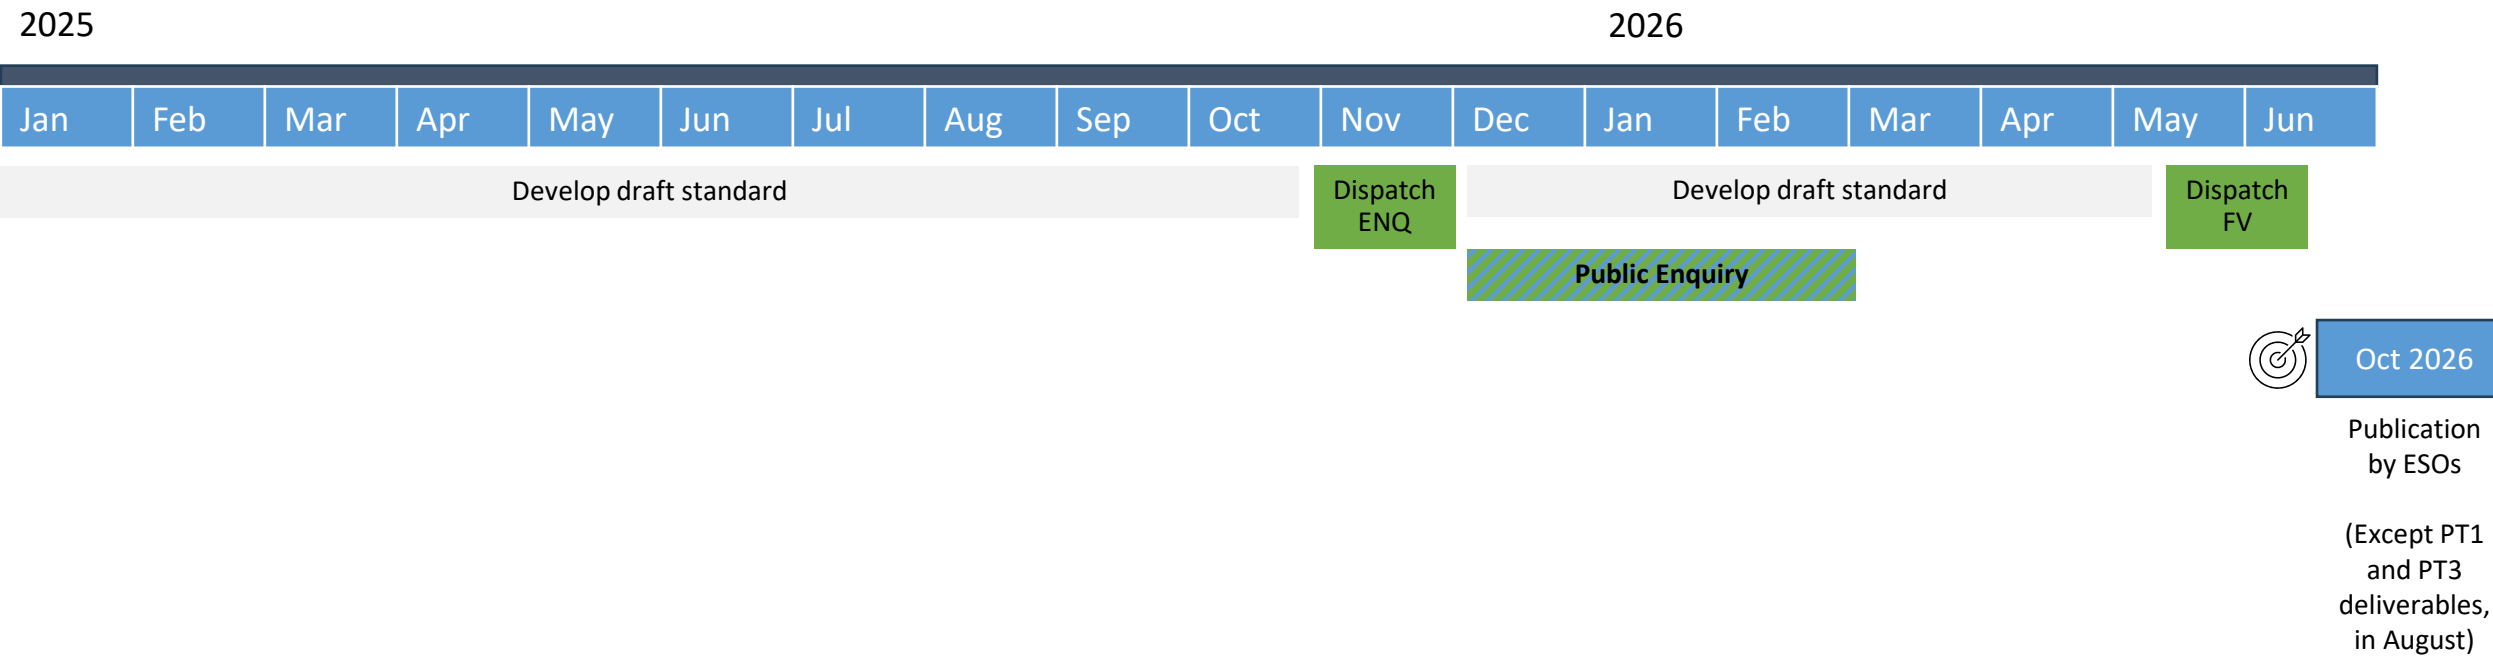 2025
2026
Jan Feb Mar Apr May Jun Jul Aug Sep Oct Nov Dec Jan Feb Mar Apr May Jun
Develop draft standard
Dispatch
ENQ
Develop draft standard
Dispatch
FV
Public Enquiry
Oct 2026
Publication
by ESOs
(Except PT1
and PT3
deliverables,
in August)